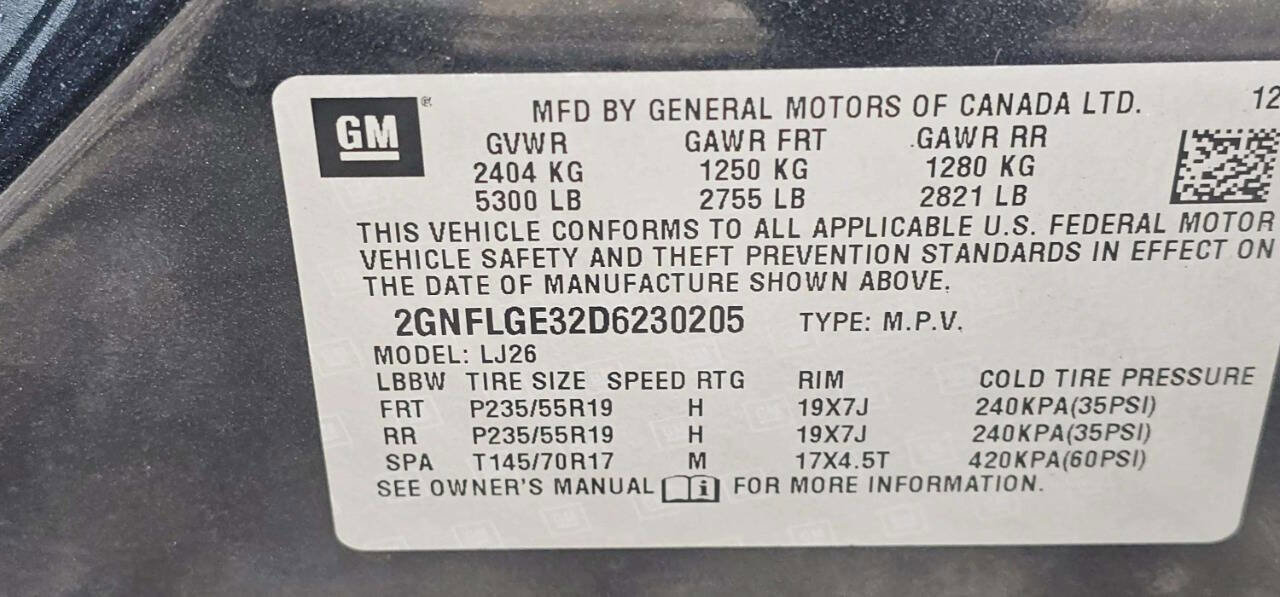 GM ® MFD BY GENERAL MOTORS OF CANADA LTD. 12
GVWR GAWR FRT GAWR RR
2404 KG 1250 KG 1280 KG
5300 LB 2755 LB 2821 LB
THIS VEHICLE CONFORMS TO ALL APPLICABLE U.S. FEDERAL MOTOR
VEHICLE SAFETY AND THEFT PREVENTION STANDARDS IN EFFECT ON
THE DATE OF MANUFACTURE SHOWN ABOVE.
2GNFLGE32D6230205 TYPE: M.P.V.
MODEL: LJ26
LBBW TIRE SIZE SPEED RTG RIM COLD TIRE PRESSURE
FRT P235/55R19 H 19X7J 240KPA(35PSI)
RR P235/55R19 H 19X7J 240KPA(35PSI)
SPA T145/70R17 M 17X4.5T 420KPA(60PSI)
SEE OWNER'S MANUAL i FOR MORE INFORMATION.